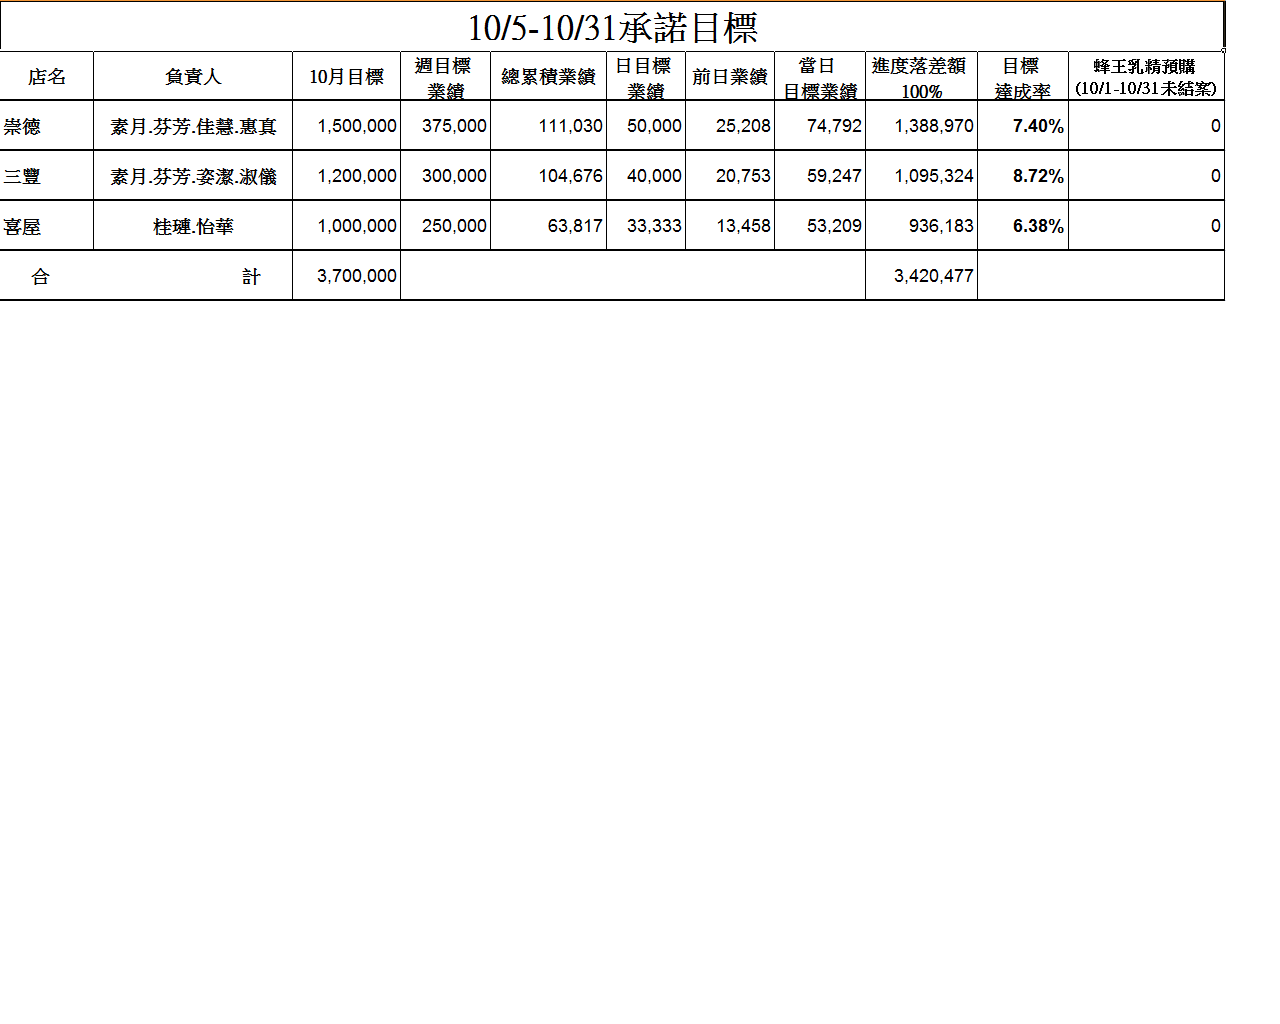 10/5-10/31承諾目標
店名 負責人 10月目標 週目標業績 總累積業績 日目標業績 前日業績 當日目標業績 進度落差額100% 目標達成率 蜂王乳精預購(10/1-10/31未結案)
崇德 素月.芬芳.佳慧.惠真 1,500,000 375,000 111,030 50,000 25,208 74,792 1,388,970 7.40% 0
三豐 素月.芬芳.姿潔.淑儀 1,200,000 300,000 104,676 40,000 20,753 59,247 1,095,324 8.72% 0
喜屋 桂璉.怡華 1,000,000 250,000 63,817 33,333 13,458 53,209 936,183 6.38% 0
合 計 3,700,000 3,420,477